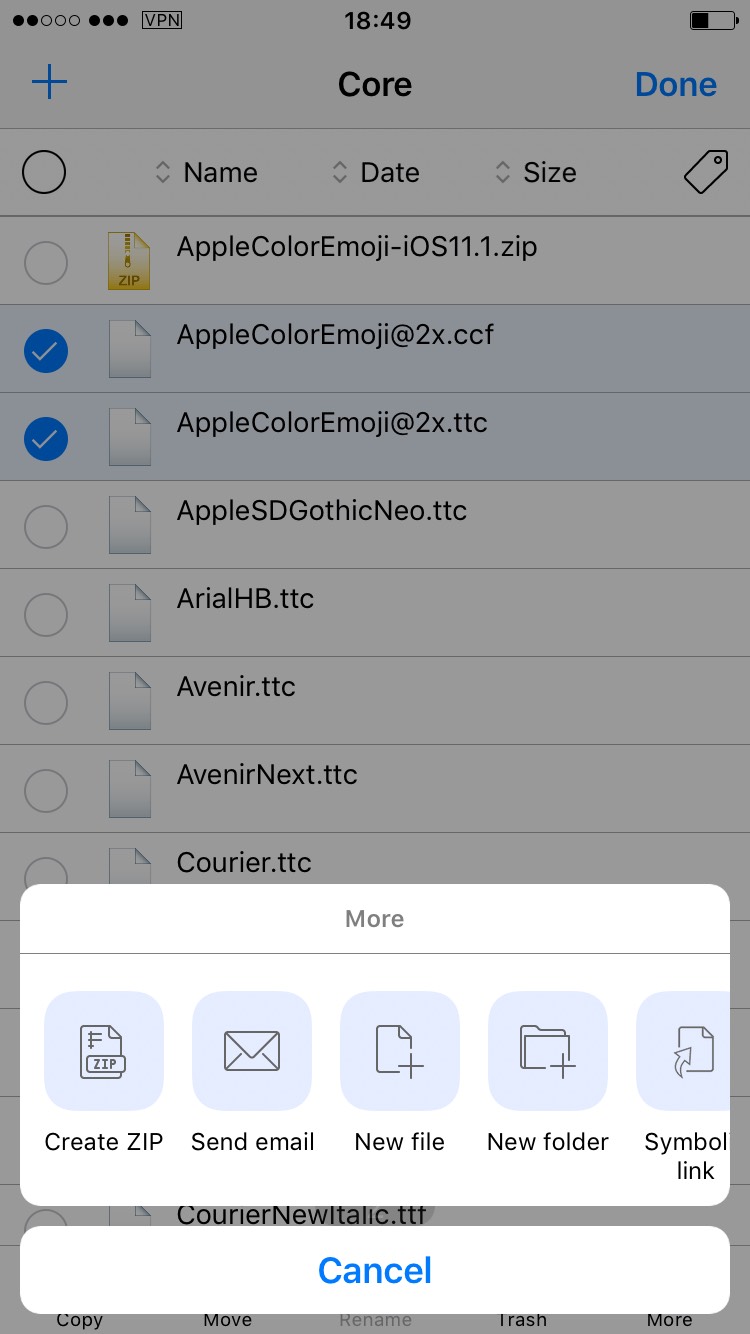 VPN 18:49
Core Done
Name Date Size
AppleColorEmoji-iOS11.1.zip
ZIP
AppleColorEmoji@2x.ccf
AppleColorEmoji@2x.ttc
AppleSDGothicNeo.ttc
ArialHB.ttc
Avenir.ttc
AvenirNext.ttc
Courier.ttc
More
ZIP
Create ZIP Send email New file New folder Symboli
link
CourierNewItalic.ttf
Cancel
Copy Move Rename Trash More